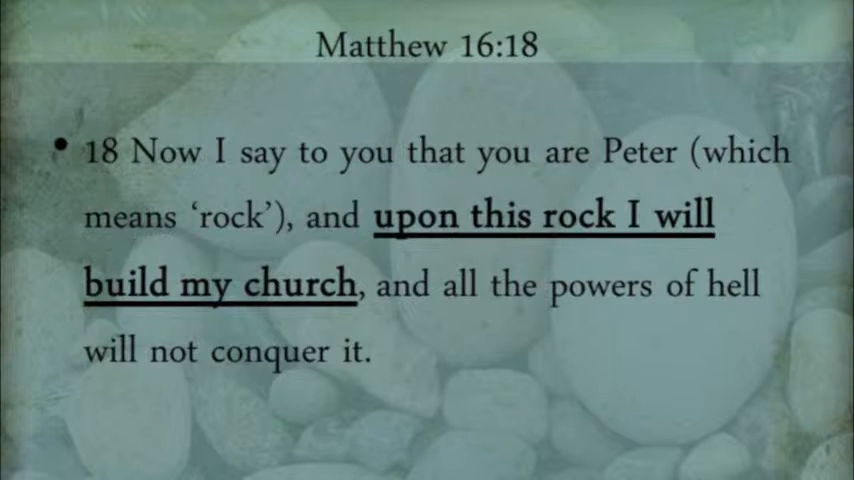 Matthew 16:18
• 18 Now I say to you that you are Peter (which
means ‘rock’), and upon this rock I will
build my church, and all the powers of hell
will not conquer it.